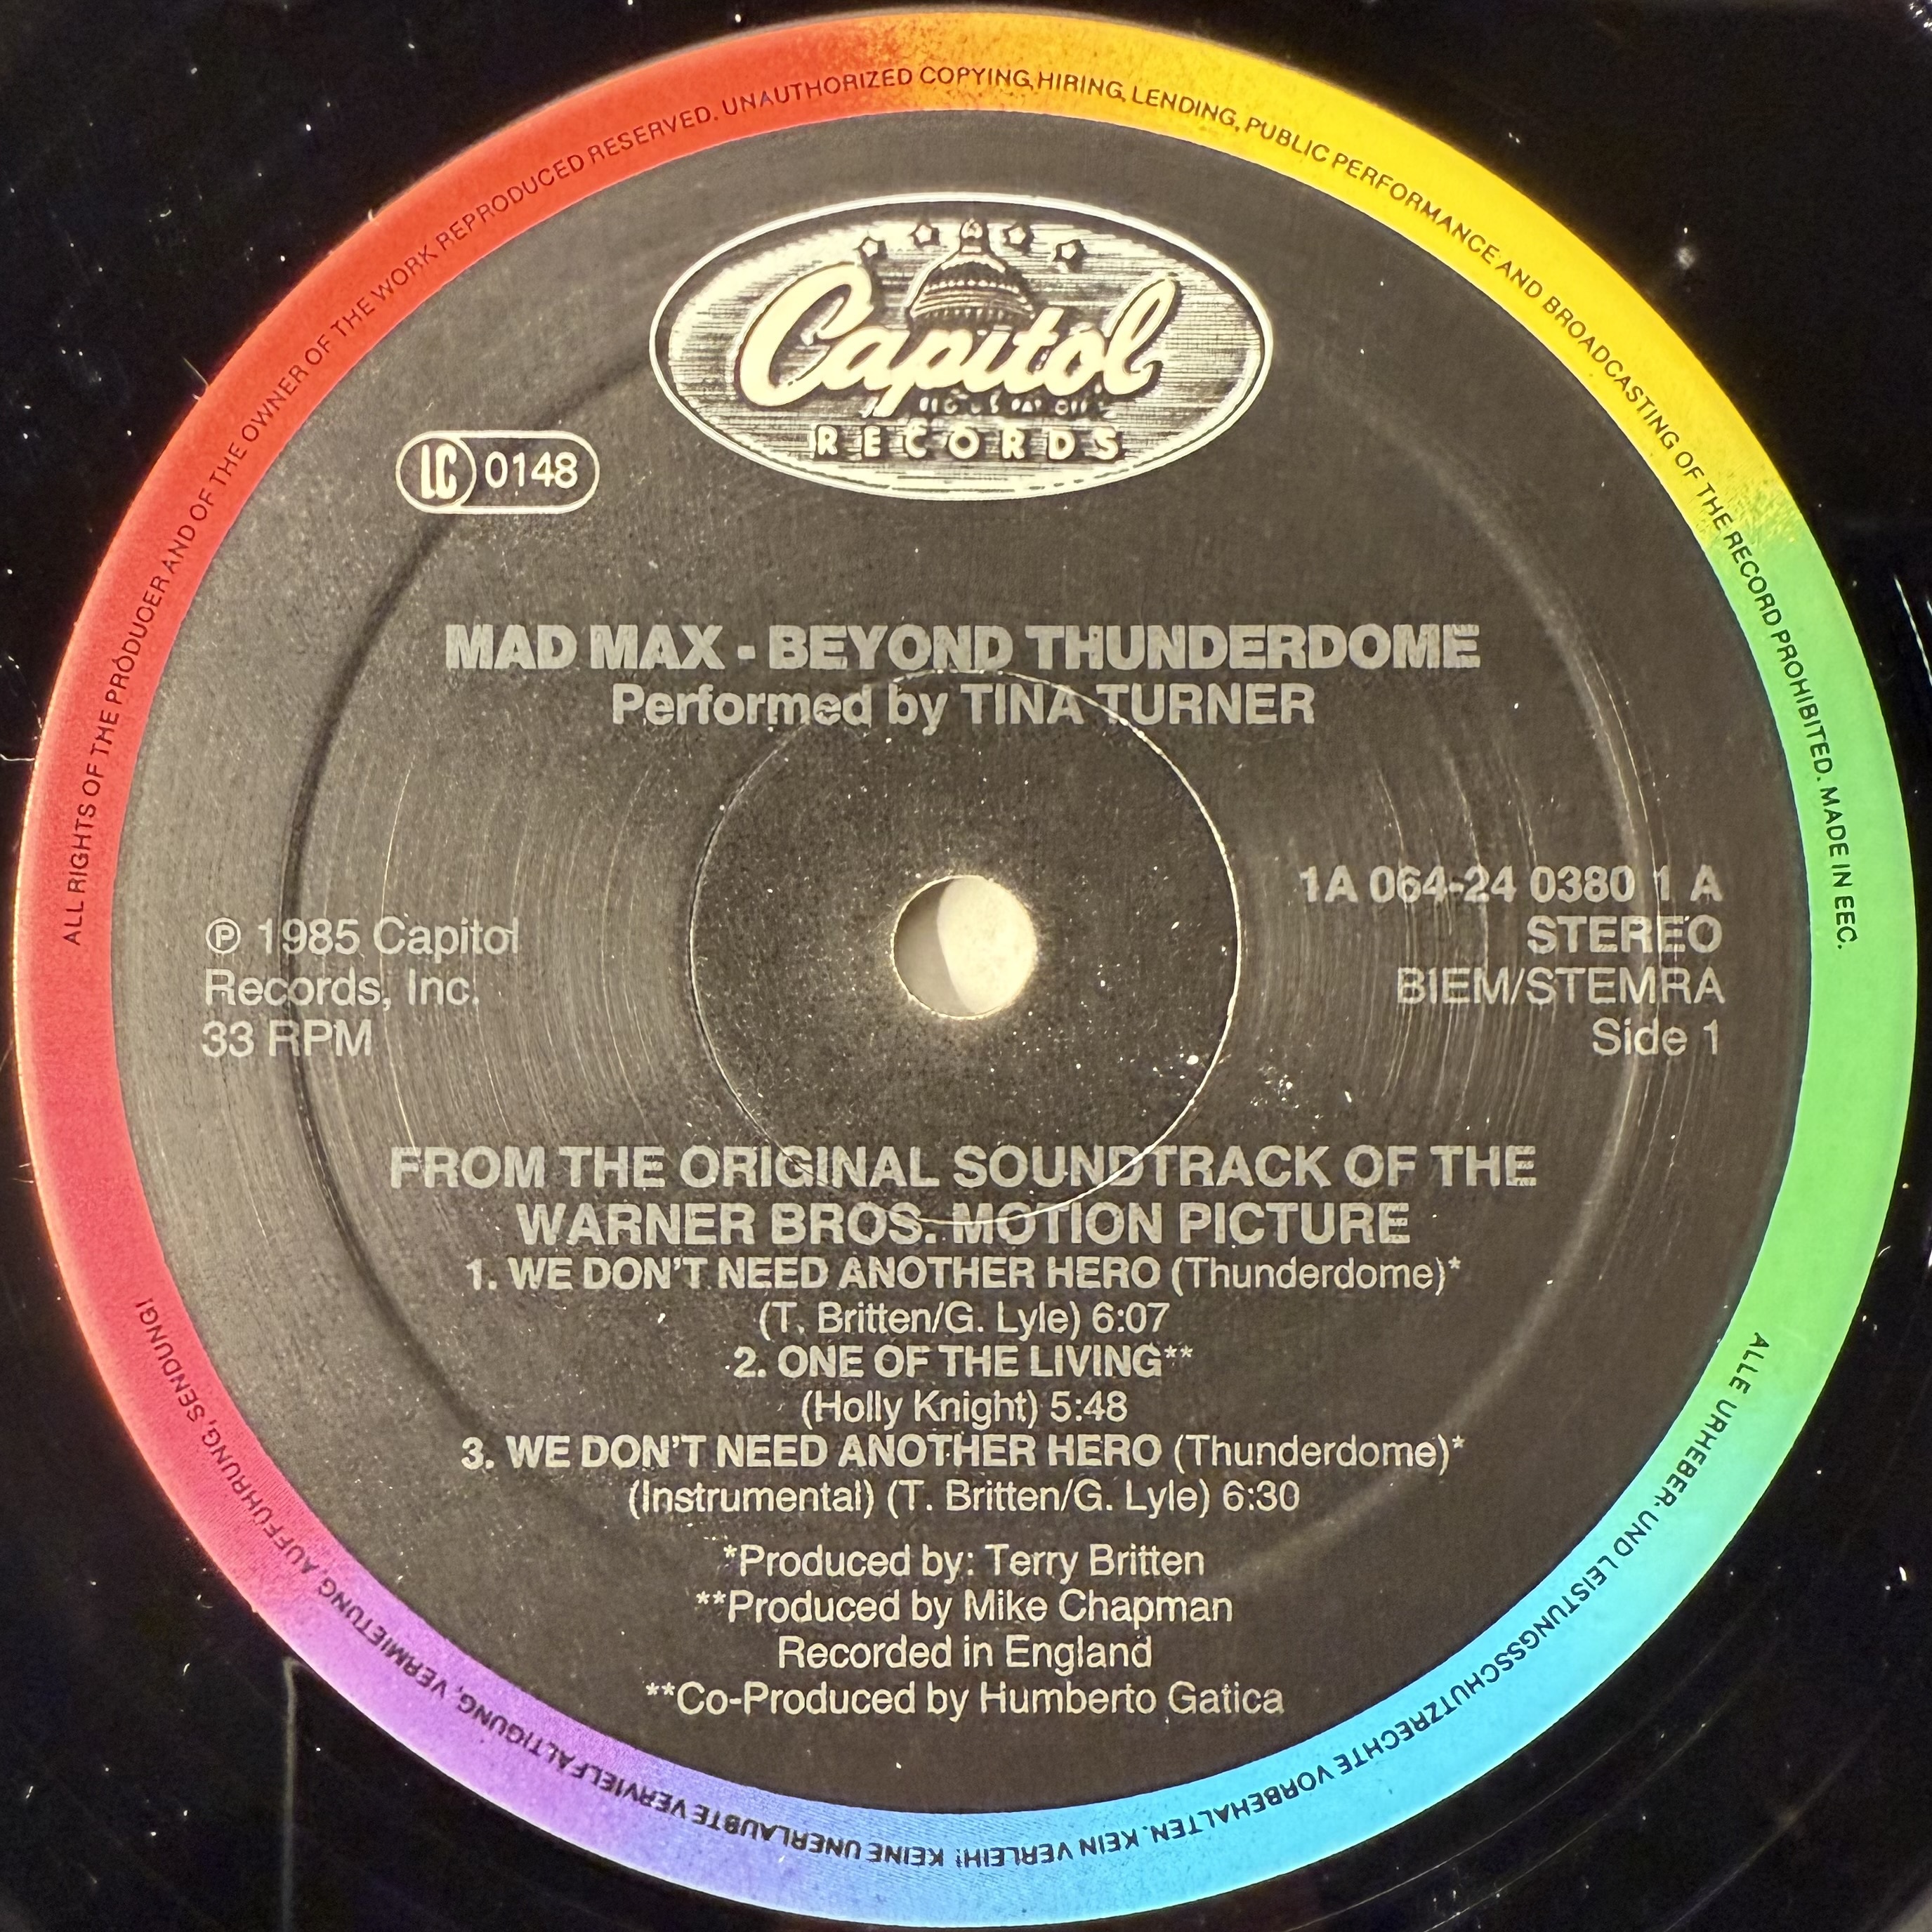 ALL RIGHTS OF THE PRODUCER AND OF THE OWNER OF THE WORK REPRODUCED RESERVED. UNAUTHORIZED COPYING, HIRING, LENDING, PUBLIC PERFORMANCE AND BROADCASTING OF THE RECORD PROHIBITED. MADE IN EEC.
Capitol
RECORDS
LC 0148
MAD MAX - BEYOND THUNDERDOME
Performed by TINA TURNER
℗ 1985 Capitol
Records, Inc.
33 RPM
1A 064-24 0380 1 A
STEREO
BIEM/STEMRA
Side 1
FROM THE ORIGINAL SOUNDTRACK OF THE
WARNER BROS. MOTION PICTURE
1. WE DON'T NEED ANOTHER HERO (Thunderdome)*
(T. Britten/G. Lyle) 6:07
2. ONE OF THE LIVING**
(Holly Knight) 5:48
3. WE DON'T NEED ANOTHER HERO (Thunderdome)*
(Instrumental) (T. Britten/G. Lyle) 6:30
*Produced by: Terry Britten
**Produced by Mike Chapman
Recorded in England
**Co-Produced by Humberto Gatica
ALLE URHEBER- UND LEISTUNGSSCHUTZRECHTE VORBEHALTEN. KEIN VERLEIH! KEINE UNERLAUBTE VERVIELFALTIGUNG, VERMIETUNG, AUFFUHRUNG, SENDUNG!